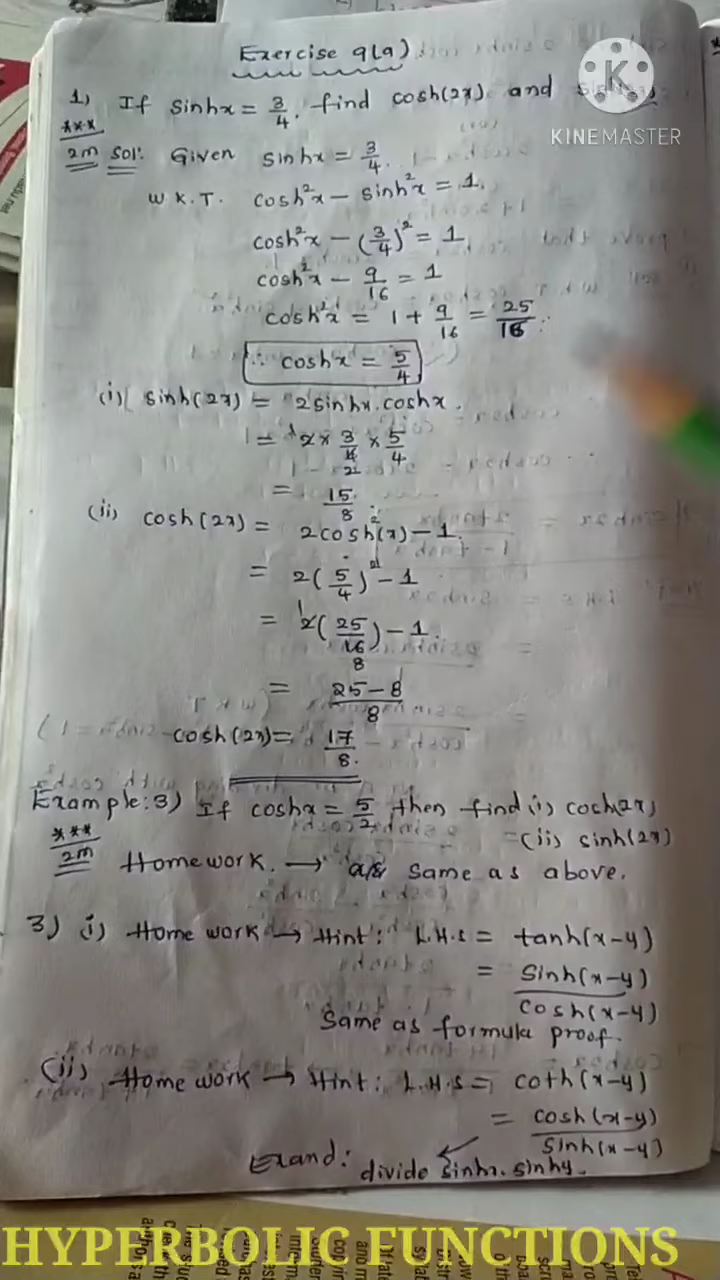 Exercise 9(a)
1) If sinhx = 3/4, find cosh(2x) and
***
2m Sol: Given sinhx = 3/4.
W.K.T. cosh²x - sinh²x = 1.
cosh²x - (3/4)² = 1
cosh²x - 9/16 = 1
cosh²x = 1 + 9/16 = 25/16
∴ coshx = 5/4
(i) sinh(2x) = 2sinhx.coshx.
= 2 × 3/4 × 5/4
= 15/8
(ii) cosh(2x) = 2cosh²(x) - 1.
= 2(5/4)² - 1
= 2(25/16) - 1.
= 25-8/8
cosh(2x) = 17/8.
Example:3) If coshx = 5/2 then find (i) cosh(2x)
*** (ii) sinh(2x)
2m Homework. → as same as above.
3) (i) Home work → Hint: L.H.S = tanh(x-y)
= sinh(x-y)/cosh(x-y)
Same as formula proof.
(ii) Home work → Hint: L.H.S = coth(x-y)
= cosh(x-y)/sinh(x-y)
Exand: divide sinhx.sinhy.
KINEMASTER
HYPERBOLIC FUNCTIONS